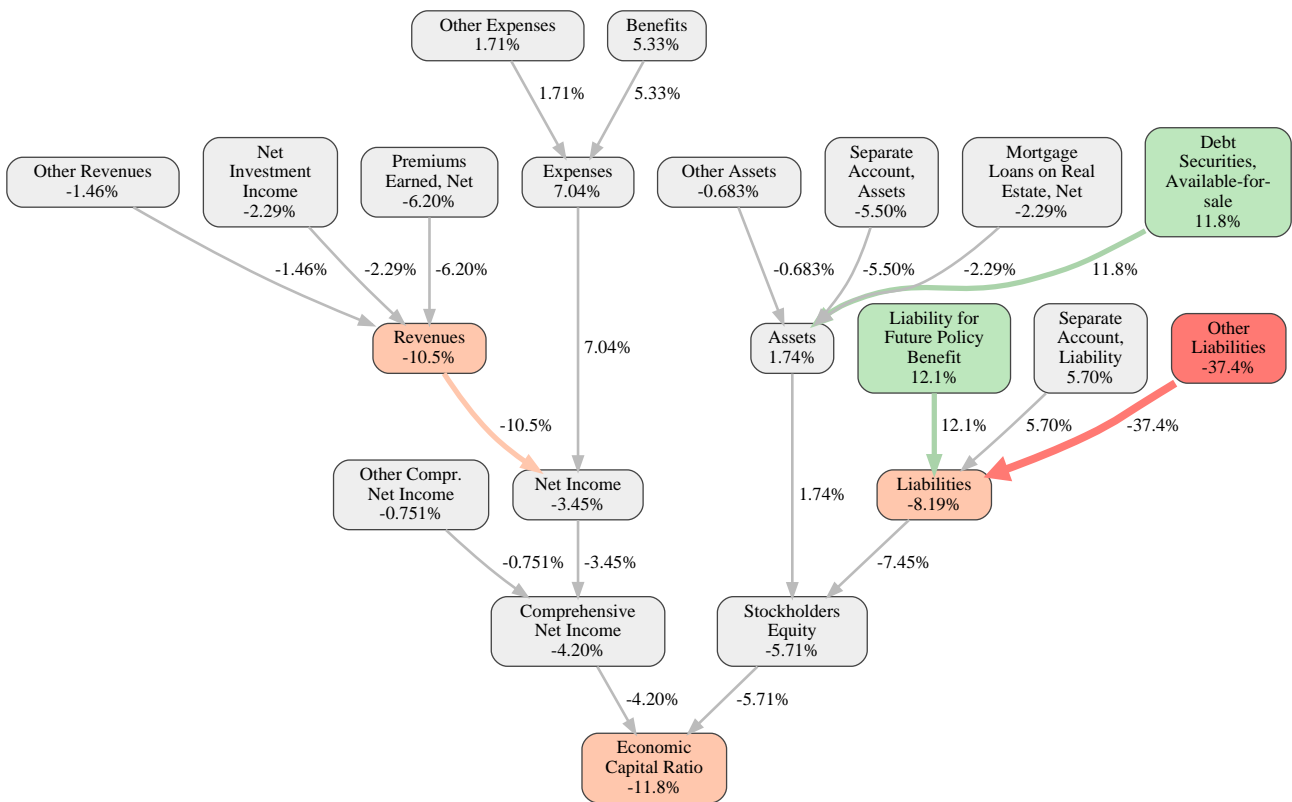 Other Expenses
1.71%
Benefits
5.33%
1.71%
5.33%
Other Revenues
-1.46%
Net
Investment
Income
-2.29%
Premiums
Earned, Net
-6.20%
Expenses
7.04%
Other Assets
-0.683%
Separate
Account,
Assets
-5.50%
Mortgage
Loans on Real
Estate, Net
-2.29%
Debt
Securities,
Available-for-
sale
11.8%
-1.46%
-2.29%
-6.20%
-0.683%
-5.50%
-2.29%
11.8%
Revenues
-10.5%
7.04%
Assets
1.74%
Liability for
Future Policy
Benefit
12.1%
Separate
Account,
Liability
5.70%
Other
Liabilities
-37.4%
-10.5%
12.1%
5.70%
-37.4%
Other Compr.
Net Income
-0.751%
Net Income
-3.45%
1.74%
Liabilities
-8.19%
-0.751%
-3.45%
-7.45%
Comprehensive
Net Income
-4.20%
Stockholders
Equity
-5.71%
-4.20%
-5.71%
Economic
Capital Ratio
-11.8%